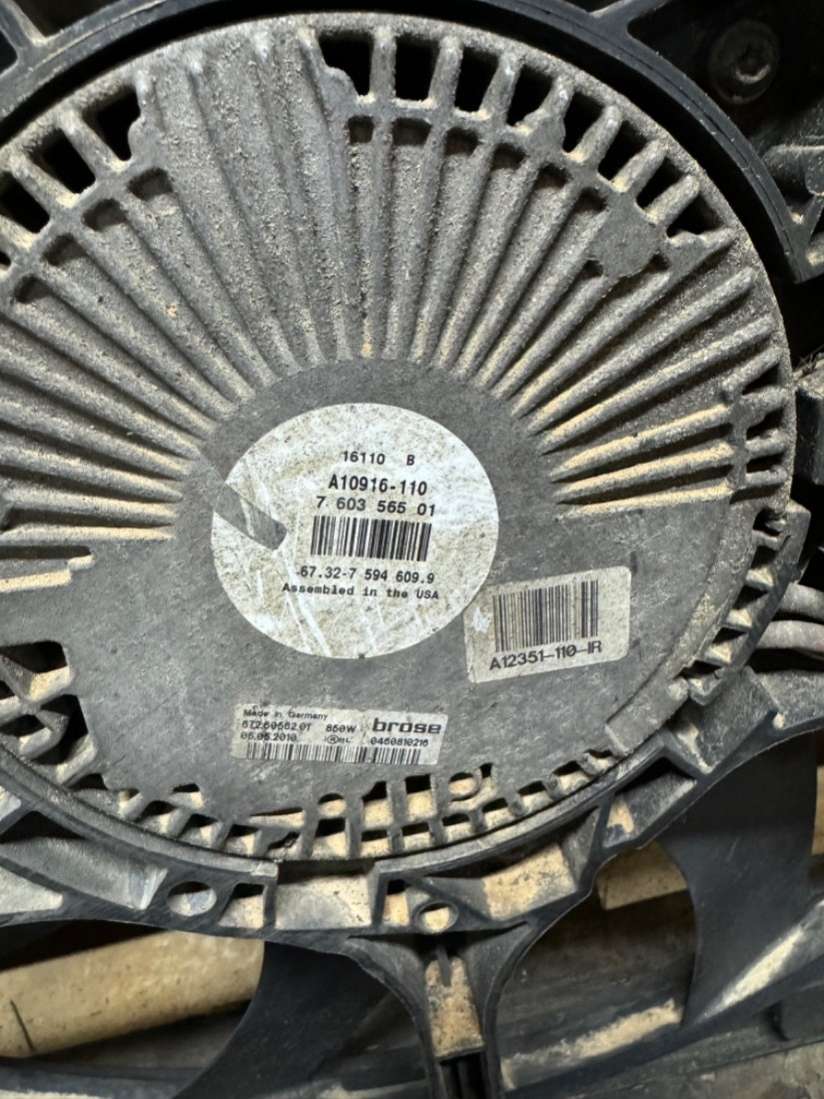 16110 B
A10916-110
7 603 565 01
67.32-7 594 609.9
Assembled in the USA
A12351-110-IR
Made in Germany
850W brose
0460810216